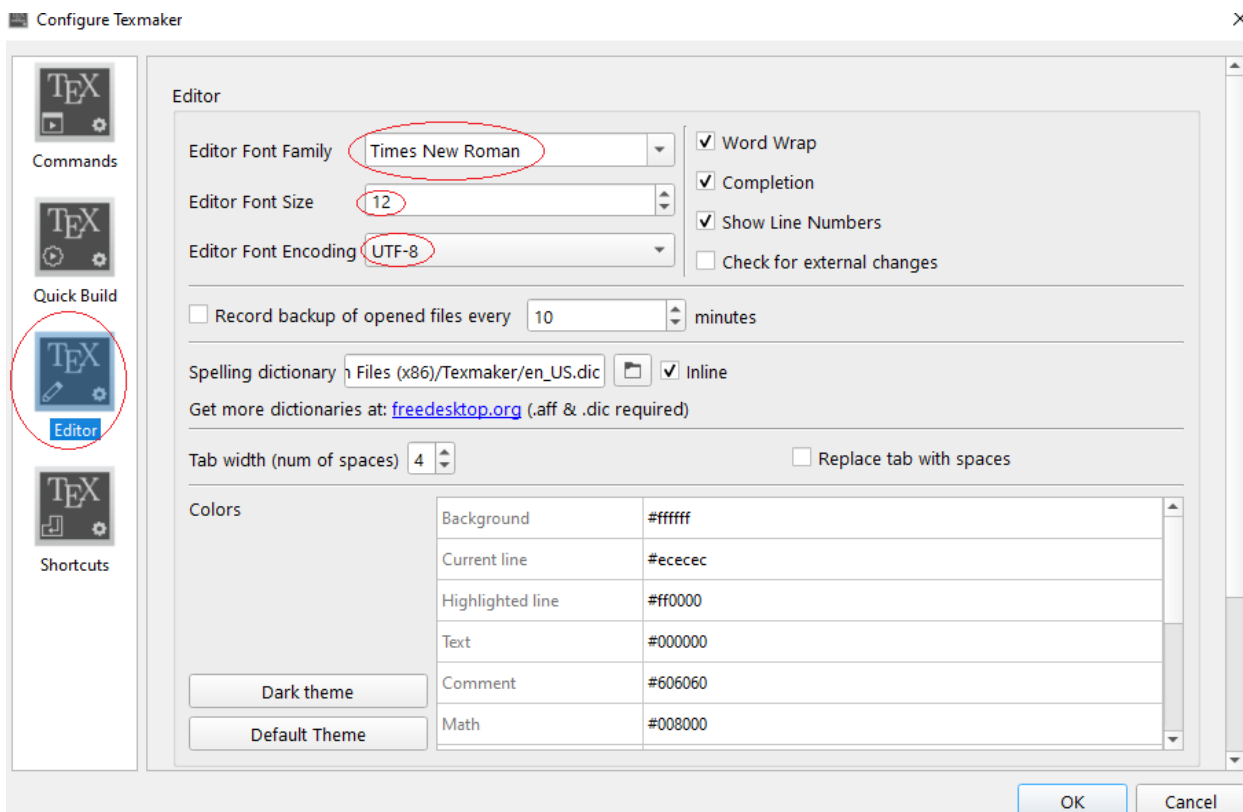 Configure Texmaker
TEX
Commands
TEX
Quick Build
TEX
Editor
TEX
Shortcuts
Editor
Editor Font Family Times New Roman
Editor Font Size 12
Editor Font Encoding UTF-8
Word Wrap
Completion
Show Line Numbers
Check for external changes
Record backup of opened files every 10 minutes
Spelling dictionary Files (x86)/Texmaker/en_US.dic Inline
Get more dictionaries at: freedesktop.org (.aff & .dic required)
Tab width (num of spaces) 4 Replace tab with spaces
Colors
Background #ffffff
Current line #ececec
Highlighted line #ff0000
Text #000000
Comment #606060
Math #008000
Dark theme
Default Theme
OK Cancel